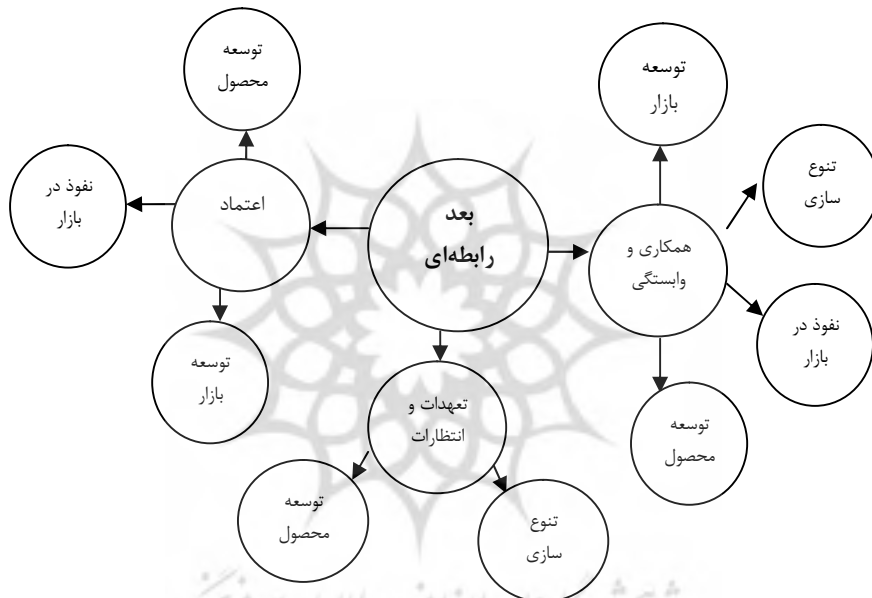 توسعه
محصول
توسعه
بازار
تنوع
سازی
نفوذ در
بازار
اعتماد
بعد
رابطه‌ای
همکاری و
وابستگی
نفوذ در
بازار
توسعه
بازار
تعهدات و
انتظارات
توسعه
محصول
توسعه
محصول
تنوع
سازی